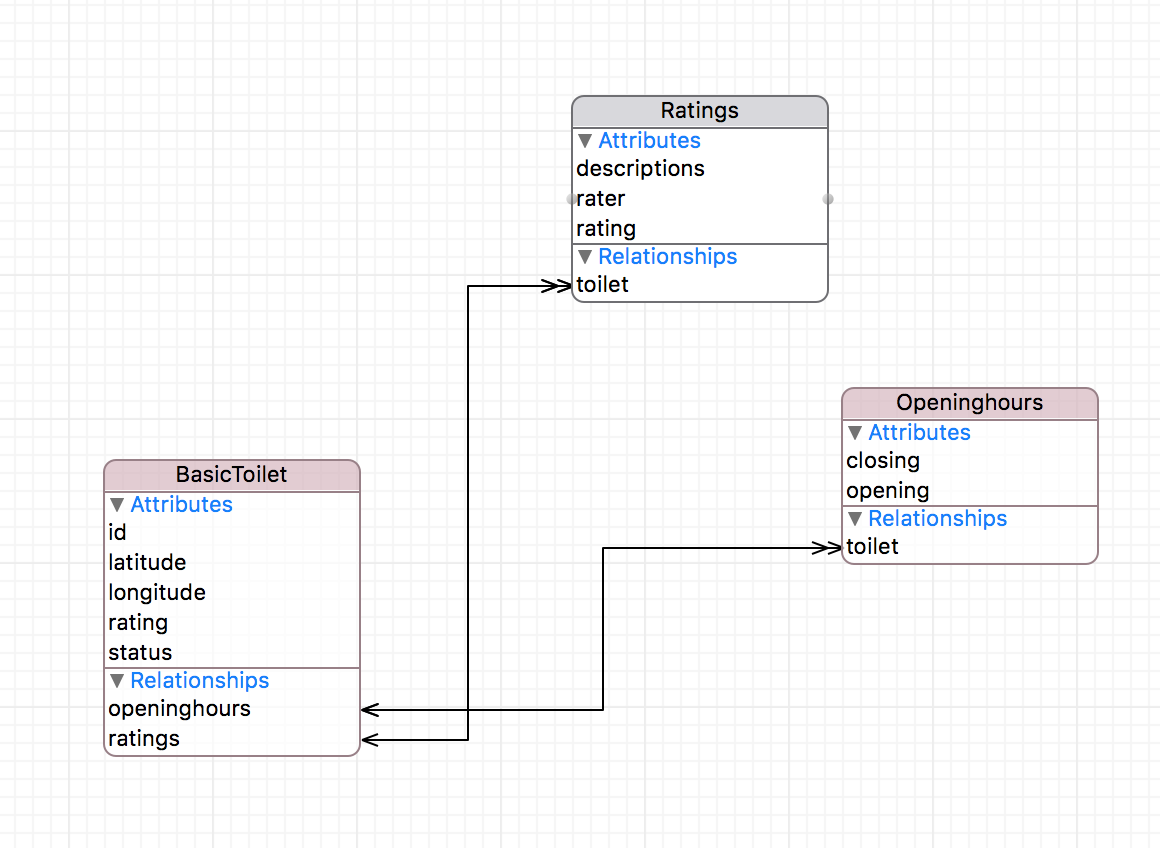 Ratings
Attributes
descriptions
rater
rating
Relationships
toilet
Openinghours
Attributes
closing
opening
Relationships
toilet
BasicToilet
Attributes
id
latitude
longitude
rating
status
Relationships
openinghours
ratings